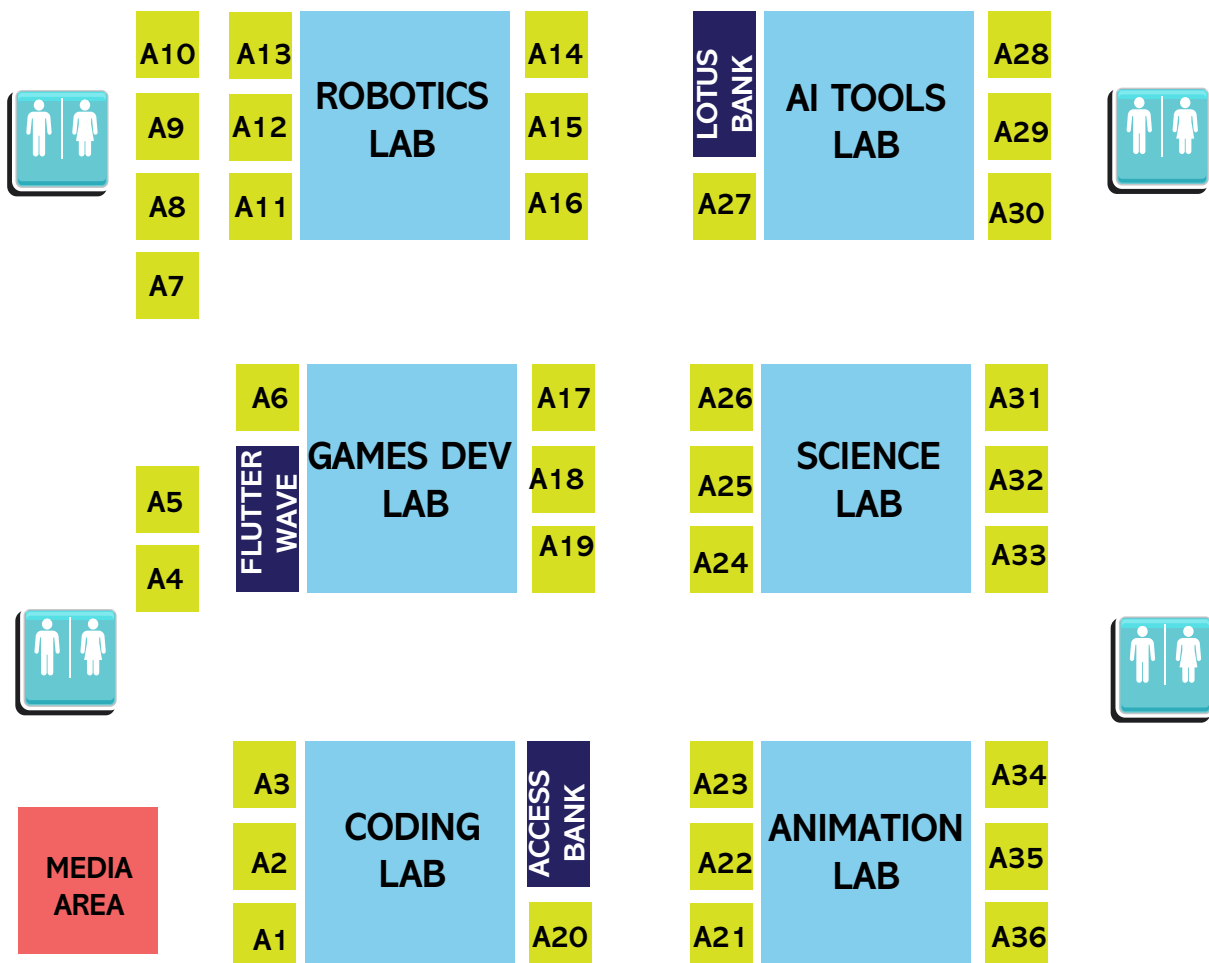 A10
A13
ROBOTICS
LAB
A14
LOTUS
BANK
AI TOOLS
LAB
A28
A9
A12
A15
A29
A8
A11
A16
A27
A30
A7
A6
GAMES DEV
LAB
A17
A26
SCIENCE
LAB
A31
A5
FLUTTER
WAVE
A18
A25
A32
A4
A19
A24
A33
A3
CODING
LAB
ACCESS
BANK
A23
ANIMATION
LAB
A34
MEDIA
AREA
A2
A22
A35
A1
A20
A21
A36